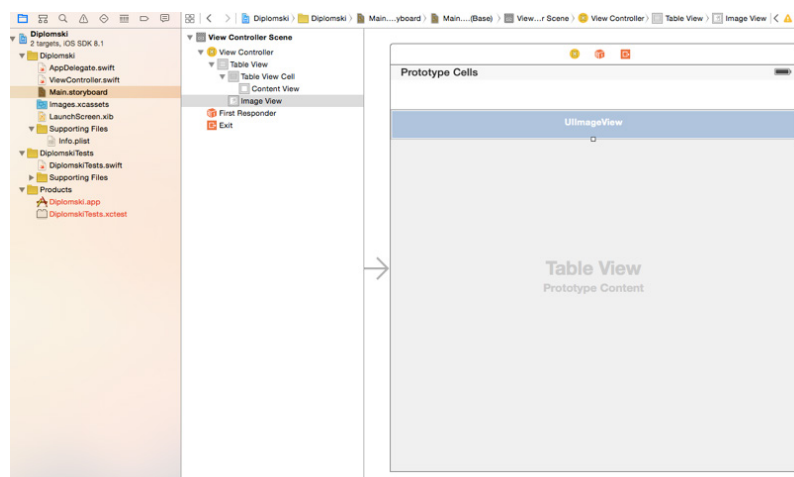 Diplomski
2 targets, iOS SDK 8.1
Diplomski
AppDelegate.swift
ViewController.swift
Main.storyboard
Images.xcassets
LaunchScreen.xib
Supporting Files
Info.plist
DiplomskiTests
DiplomskiTests.swift
Supporting Files
Products
Diplomski.app
DiplomskiTests.xctest
Diplomski 〉 Diplomski 〉 Main....yboard 〉 Main....(Base) 〉 View...r Scene 〉 View Controller 〉 Table View 〉 Image View
View Controller Scene
View Controller
Table View
Table View Cell
Content View
Image View
First Responder
Exit
Prototype Cells
UIImageView
Table View
Prototype Content